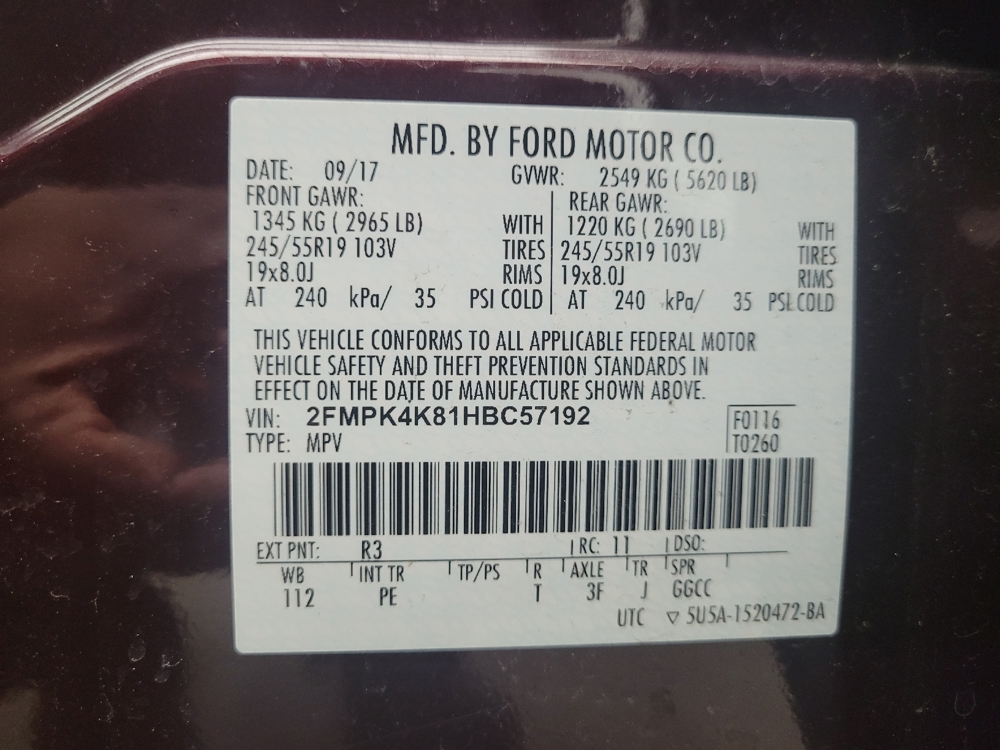 MFD. BY FORD MOTOR CO.
DATE: 09/17 GVWR: 2549 KG ( 5620 LB)
FRONT GAWR: REAR GAWR:
1345 KG ( 2965 LB) WITH 1220 KG ( 2690 LB) WITH
245/55R19 103V TIRES 245/55R19 103V TIRES
19x8.0J RIMS 19x8.0J RIMS
AT 240 kPa/ 35 PSI COLD AT 240 kPa/ 35 PSI COLD
THIS VEHICLE CONFORMS TO ALL APPLICABLE FEDERAL MOTOR
VEHICLE SAFETY AND THEFT PREVENTION STANDARDS IN
EFFECT ON THE DATE OF MANUFACTURE SHOWN ABOVE.
VIN: 2FMPK4K81HBC57192 F0116
TYPE: MPV T0260
EXT PNT: R3 RC: 11 DSO:
WB INT TR TP/PS R AXLE TR SPR
112 PE T 3F J GGCC
UTC ▽ 5U5A-1520472-BA